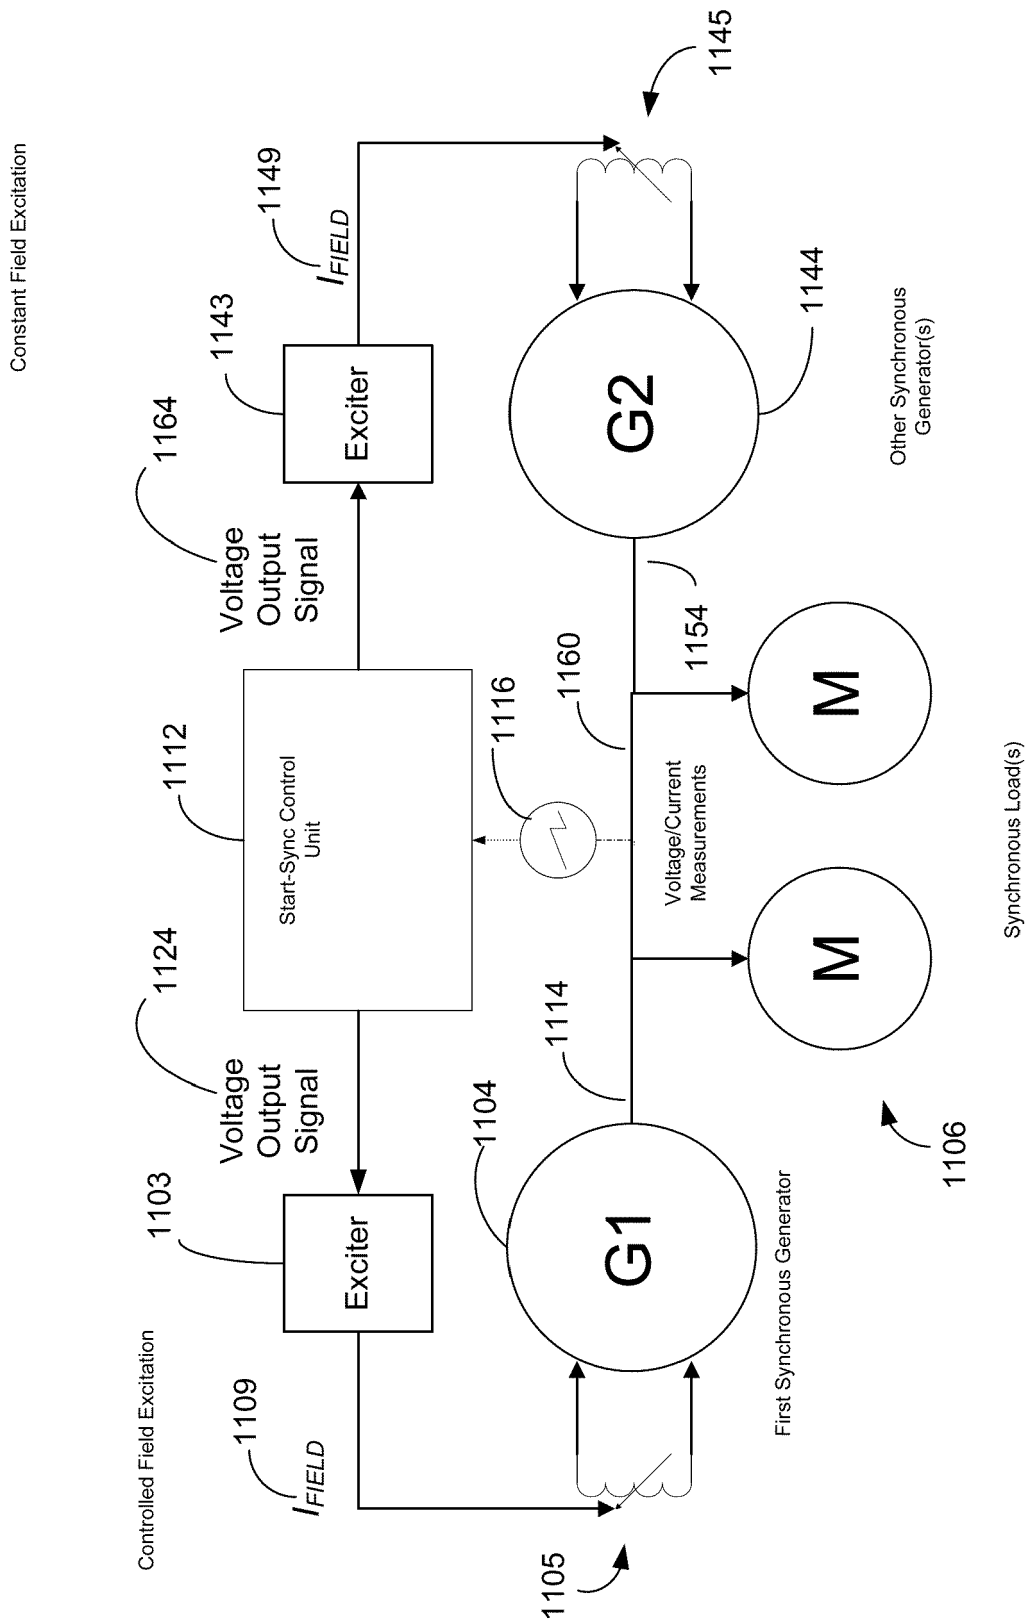 Controlled Field Excitation
Constant Field Excitation
1103
1124
1112
1164
1143
1109
I_FIELD
Voltage
Output
Signal
Voltage
Output
Signal
1149
I_FIELD
Exciter
Start-Sync Control
Unit
Exciter
1105
1104
1114
1116
1160
1145
G1
G2
Voltage/Current
Measurements
1154
First Synchronous Generator
1144
M
M
Other Synchronous
Generator(s)
1106
Synchronous Load(s)